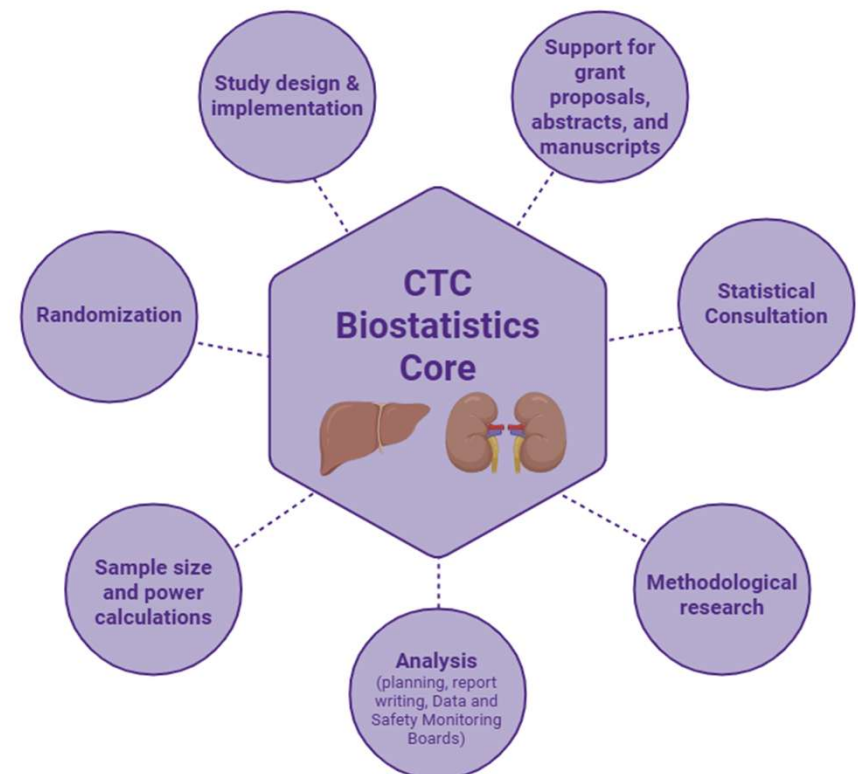 Study design &
implementation
Support for
grant
proposals,
abstracts, and
manuscripts
CTC
Biostatistics
Core
Randomization
Statistical
Consultation
Sample size
and power
calculations
Methodological
research
Analysis
(planning, report
writing, Data and
Safety Monitoring
Boards)